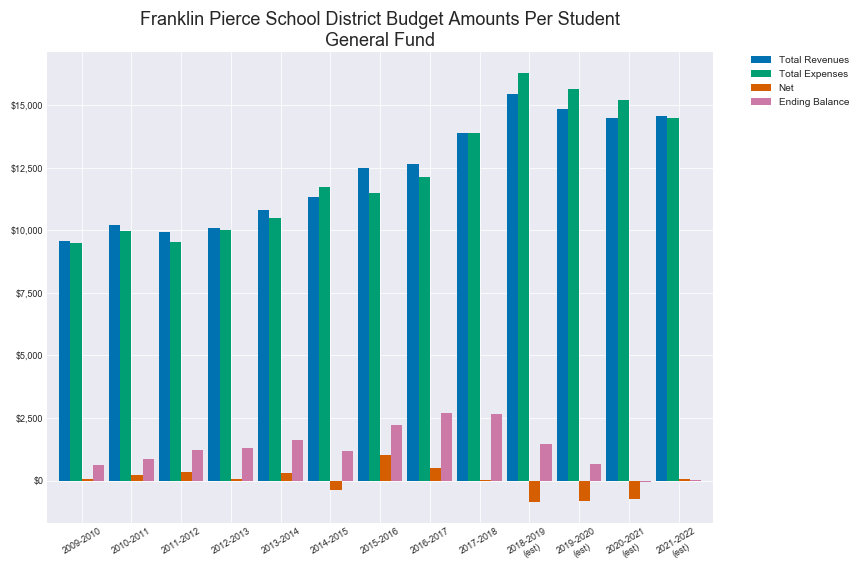 Franklin Pierce School District Budget Amounts Per Student
General Fund
Total Revenues
Total Expenses
Net
Ending Balance
$15,000
$12,500
$10,000
$7,500
$5,000
$2,500
$0
2009-2010
2010-2011
2011-2012
2012-2013
2013-2014
2014-2015
2015-2016
2016-2017
2017-2018
2018-2019
(est)
2019-2020
(est)
2020-2021
(est)
2021-2022
(est)